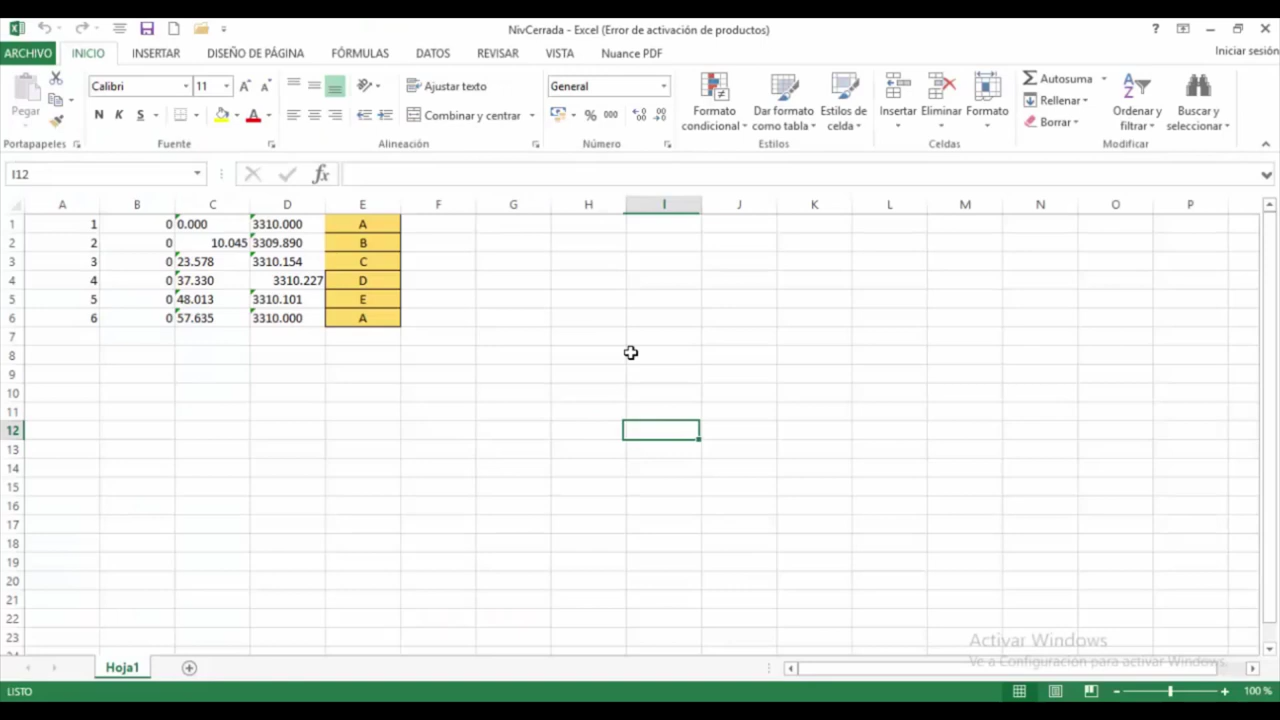 NivCerrada - Excel (Error de activación de productos)
ARCHIVO INICIO INSERTAR DISEÑO DE PÁGINA FÓRMULAS DATOS REVISAR VISTA Nuance PDF Iniciar sesión
Pegar
Calibri 11
N K S
Ajustar texto
Combinar y centrar
General
% 000
Formato condicional
Dar formato como tabla
Estilos de celda
Insertar Eliminar Formato
Autosuma
Rellenar
Borrar
Ordenar y filtrar
Buscar y seleccionar
Portapapeles Fuente Alineación Número Estilos Celdas Modificar
I12 fx
A B C D E F G H I J K L M N O P
1 1 0 0.000 3310.000 A
2 2 0 10.045 3309.890 B
3 3 0 23.578 3310.154 C
4 4 0 37.330 3310.227 D
5 5 0 48.013 3310.101 E
6 6 0 57.635 3310.000 A
7
8
9
10
11
12
13
14
15
16
17
18
19
20
21
22
23
Activar Windows
Ve a Configuración para activar Windows.
Hoja1
LISTO 100 %